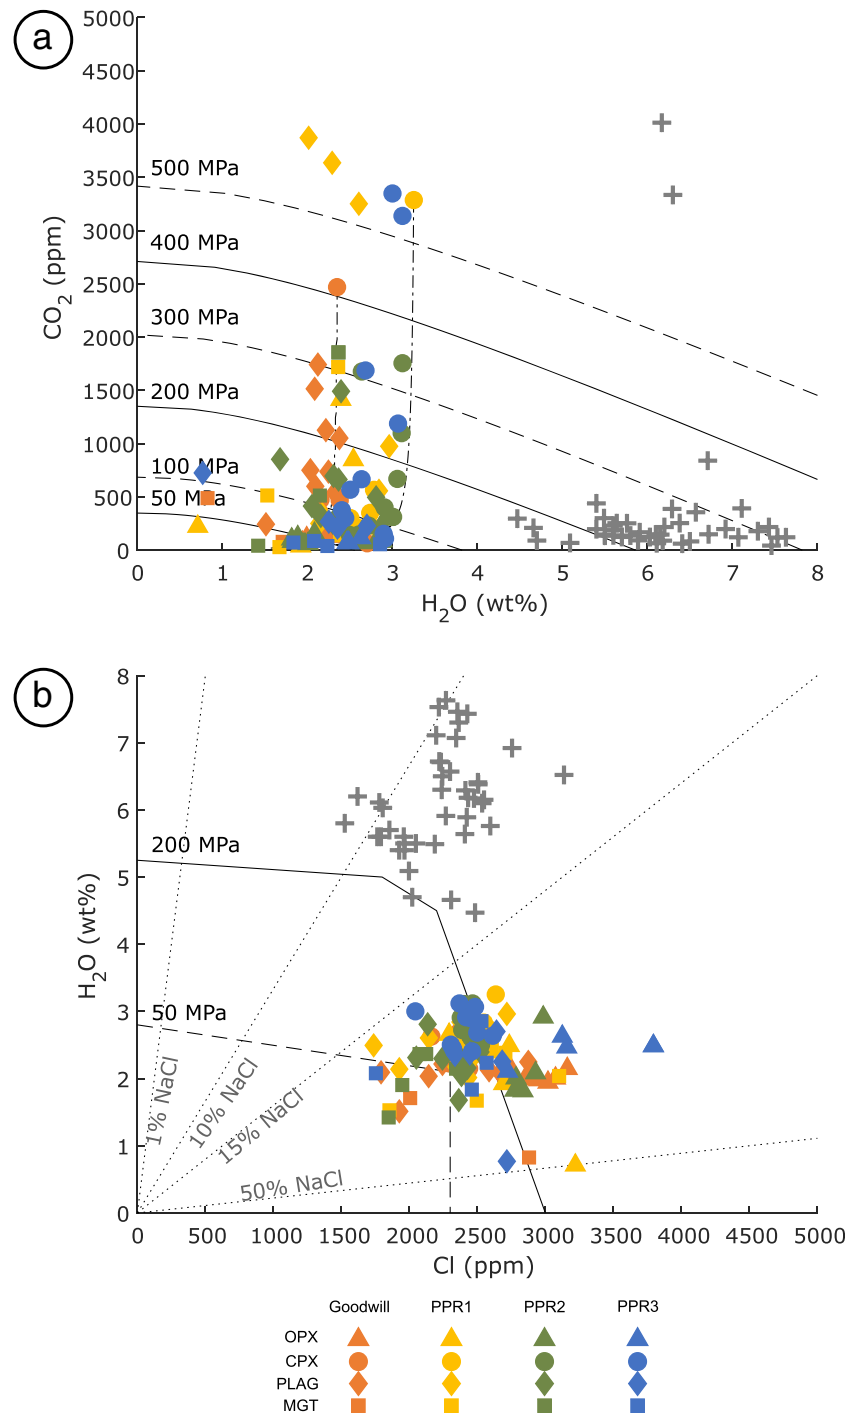 a
5000
4500
4000
3500
3000
2500
2000
1500
1000
500
0
CO2 (ppm)
500 MPa
400 MPa
300 MPa
200 MPa
100 MPa
50 MPa
0 1 2 3 4 5 6 7 8
H2O (wt%)
b
8
7
6
5
4
3
2
1
0
H2O (wt%)
200 MPa
50 MPa
1% NaCl
10% NaCl
15% NaCl
50% NaCl
0 500 1000 1500 2000 2500 3000 3500 4000 4500 5000
Cl (ppm)
Goodwill PPR1 PPR2 PPR3
OPX
CPX
PLAG
MGT